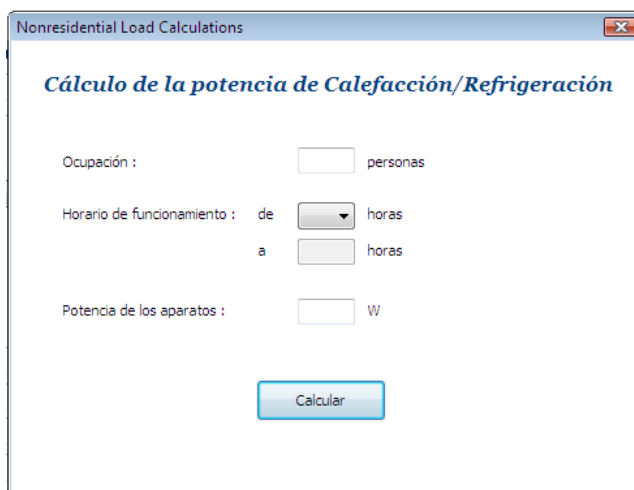 Nonresidential Load Calculations
Cálculo de la potencia de Calefacción/Refrigeración
Ocupación : personas
Horario de funcionamiento : de horas
a horas
Potencia de los aparatos : W
Calcular